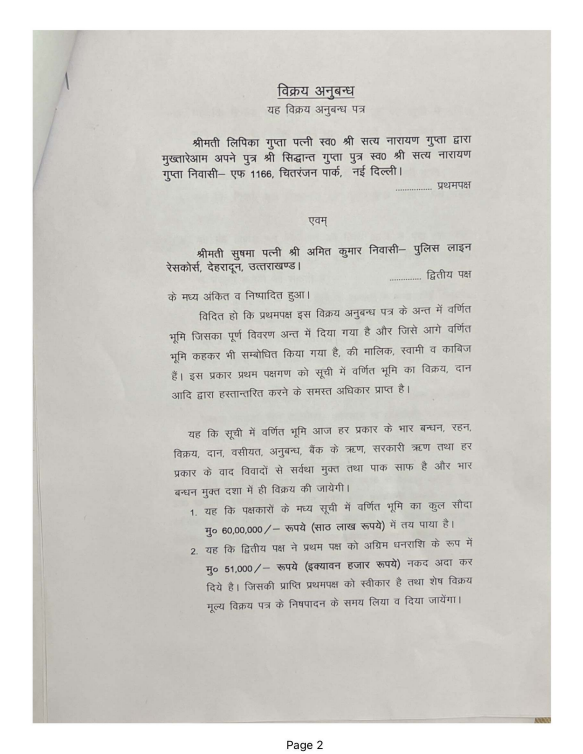 विक्रय अनुबन्ध
यह विक्रय अनुबन्ध पत्र
श्रीमती लिपिका गुप्ता पत्नी स्व0 श्री सत्य नारायण गुप्ता द्वारा
मुख्तारेआम अपने पुत्र श्री सिद्धान्त गुप्ता पुत्र स्व0 श्री सत्य नारायण
गुप्ता निवासी– एफ 1166, चितरंजन पार्क, नई दिल्ली।
................ प्रथमपक्ष
एवम्
श्रीमती सुषमा पत्नी श्री अमित कुमार निवासी– पुलिस लाइन
रेसकोर्स, देहरादून, उत्तराखण्ड।
.............. द्वितीय पक्ष
के मध्य अंकित व निष्पादित हुआ।
विदित हो कि प्रथमपक्ष इस विक्रय अनुबन्ध पत्र के अन्त में वर्णित
भूमि जिसका पूर्ण विवरण अन्त में दिया गया है और जिसे आगे वर्णित
भूमि कहकर भी सम्बोधित किया गया है, की मालिक, स्वामी व काबिज
हैं। इस प्रकार प्रथम पक्षगण को सूची में वर्णित भूमि का विक्रय, दान
आदि द्वारा हस्तान्तरित करने के समस्त अधिकार प्राप्त है।
यह कि सूची में वर्णित भूमि आज हर प्रकार के भार बन्धन, रहन,
विक्रय, दान, वसीयत, अनुबन्ध, बैंक के ऋण, सरकारी ऋण तथा हर
प्रकार के वाद विवादों से सर्वथा मुक्त तथा पाक साफ है और भार
बन्धन मुक्त दशा में ही विक्रय की जायेगी।
1. यह कि पक्षकारों के मध्य सूची में वर्णित भूमि का कुल सौदा
मु० 60,00,000/– रूपये (साठ लाख रूपये) में तय पाया है।
2. यह कि द्वितीय पक्ष ने प्रथम पक्ष को अग्रिम धनराशि के रूप में
मु० 51,000/– रूपये (इक्यावन हजार रूपये) नकद अदा कर
दिये है। जिसकी प्राप्ति प्रथमपक्ष को स्वीकार है तथा शेष विक्रय
मूल्य विक्रय पत्र के निषपादन के समय लिया व दिया जायेंगा।
Page 2